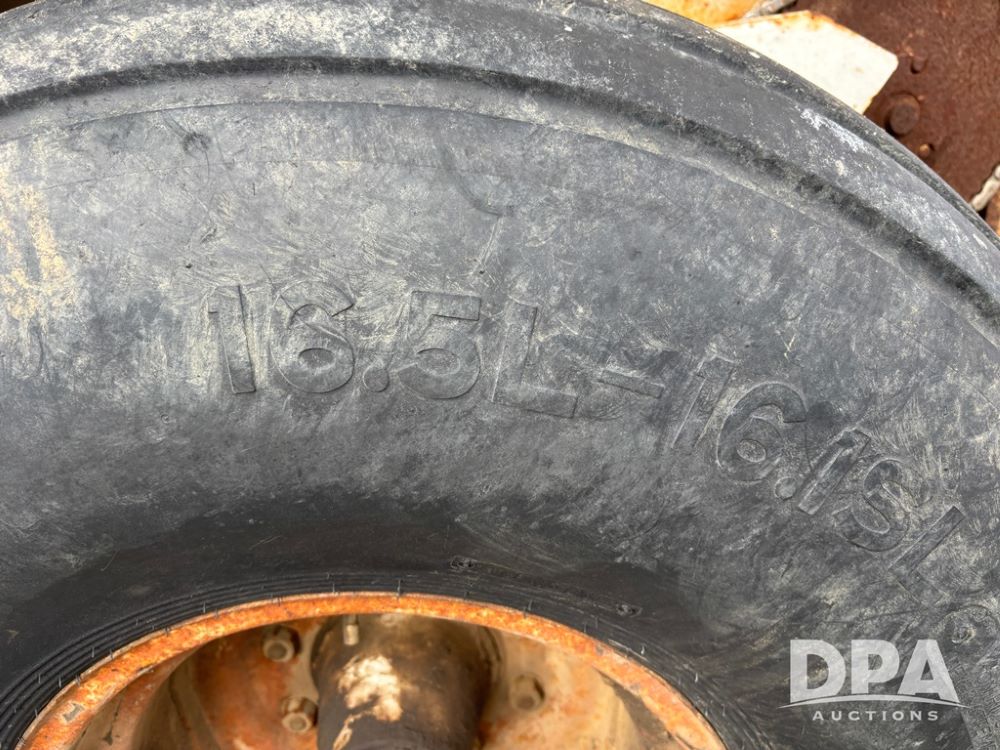 16.5L-16.1SL
DPA
AUCTIONS